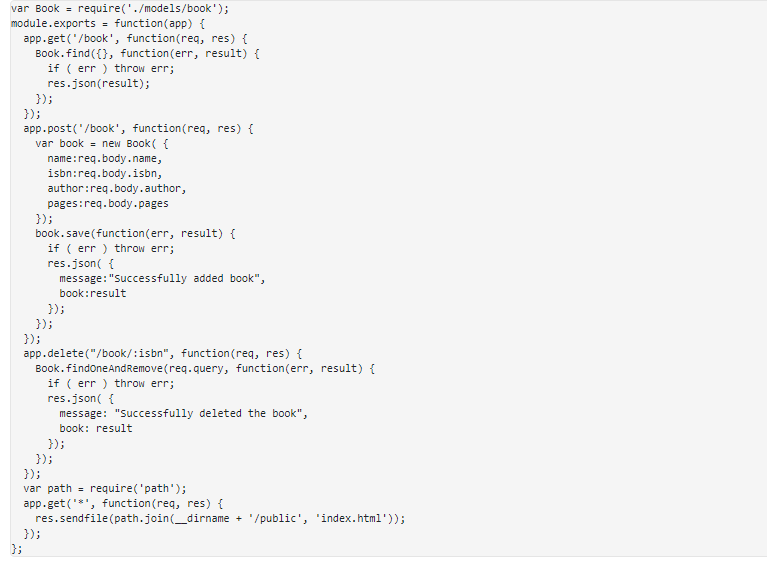 var Book = require('./models/book');
module.exports = function(app) {
  app.get('/book', function(req, res) {
    Book.find({}, function(err, result) {
      if ( err ) throw err;
      res.json(result);
    });
  });
  app.post('/book', function(req, res) {
    var book = new Book( {
      name:req.body.name,
      isbn:req.body.isbn,
      author:req.body.author,
      pages:req.body.pages
    });
    book.save(function(err, result) {
      if ( err ) throw err;
      res.json( {
        message:"Successfully added book",
        book:result
      });
    });
  });
  app.delete("/book/:isbn", function(req, res) {
    Book.findOneAndRemove(req.query, function(err, result) {
      if ( err ) throw err;
      res.json( {
        message: "Successfully deleted the book",
        book: result
      });
    });
  });
  var path = require('path');
  app.get('*', function(req, res) {
    res.sendfile(path.join(__dirname + '/public', 'index.html'));
  });
};